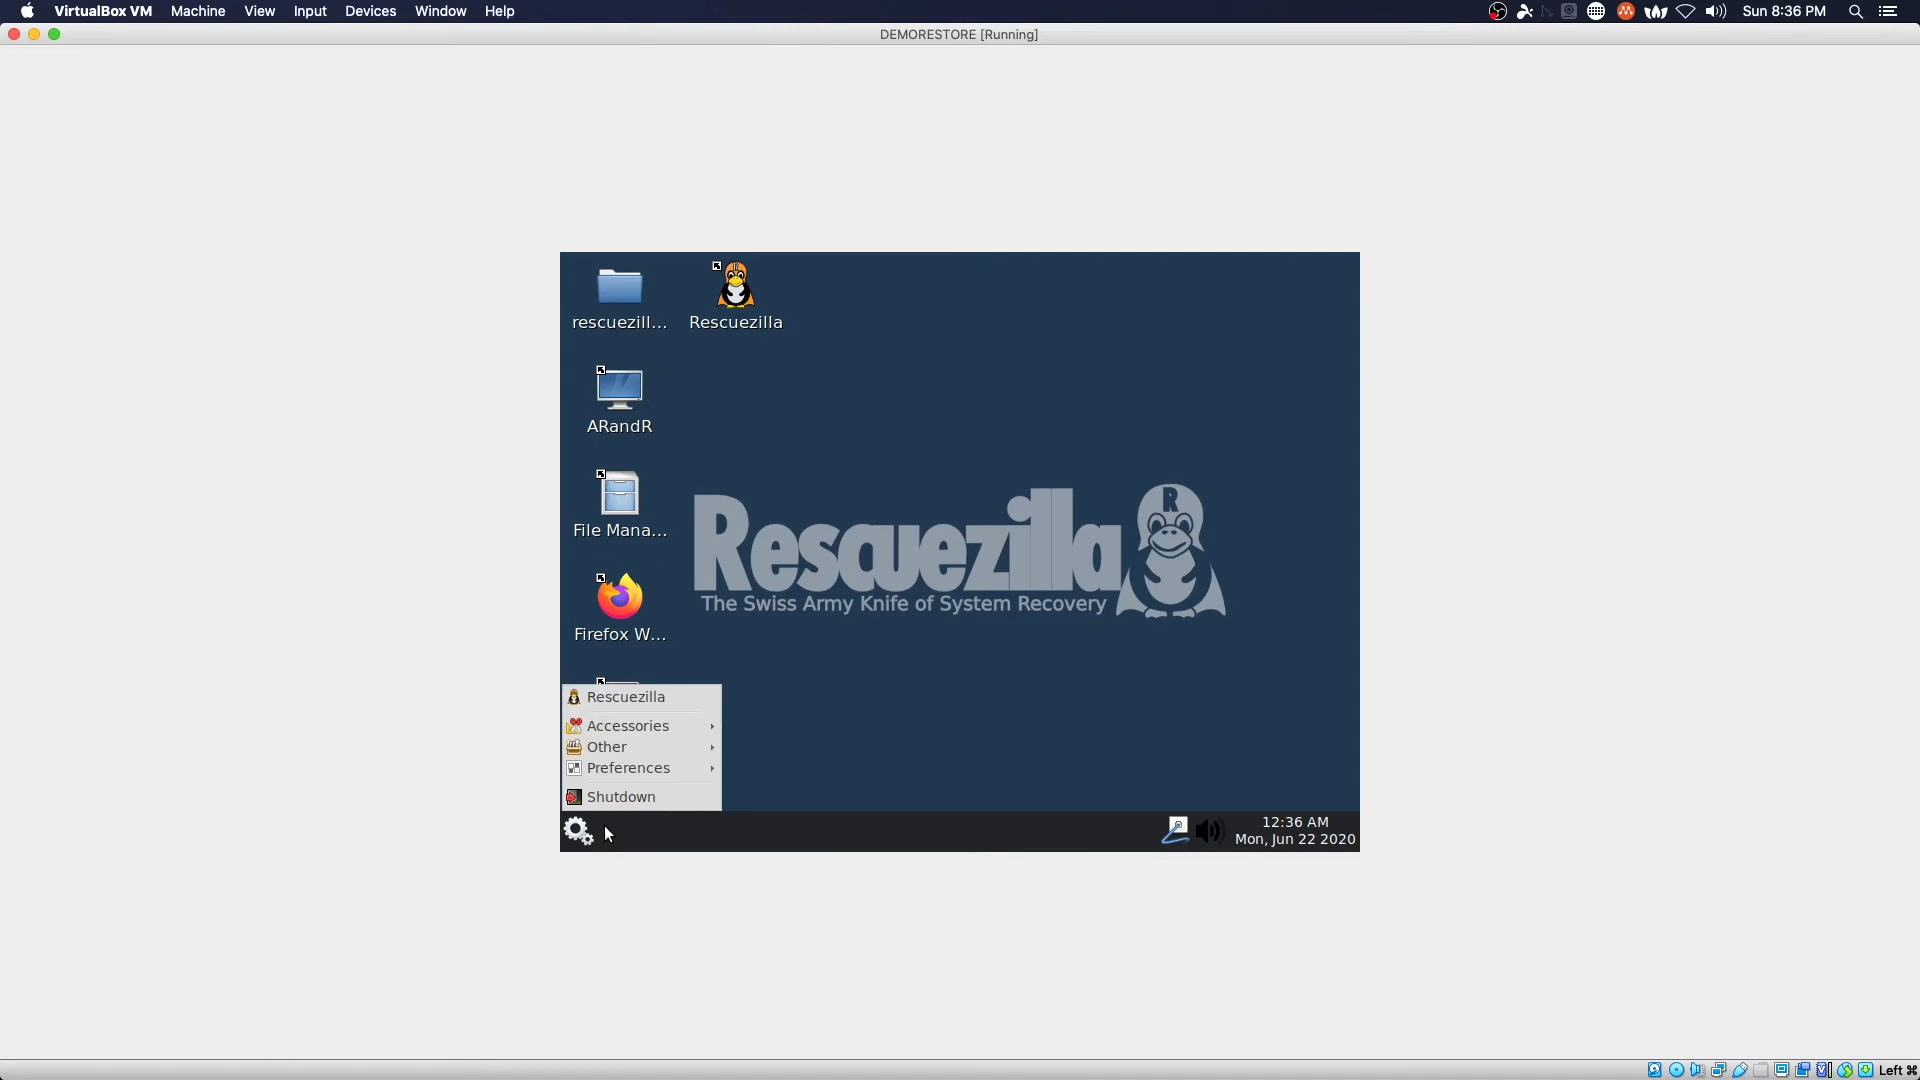 VirtualBox VM Machine View Input Devices Window Help Sun 8:36 PM
DEMORESTORE [Running]
rescuezill... Rescuezilla
ARandR
File Mana...
Firefox W...
Rescuezilla
The Swiss Army Knife of System Recovery
R
Rescuezilla
Accessories
Other
Preferences
Shutdown
12:36 AM
Mon, Jun 22 2020
Left ⌘